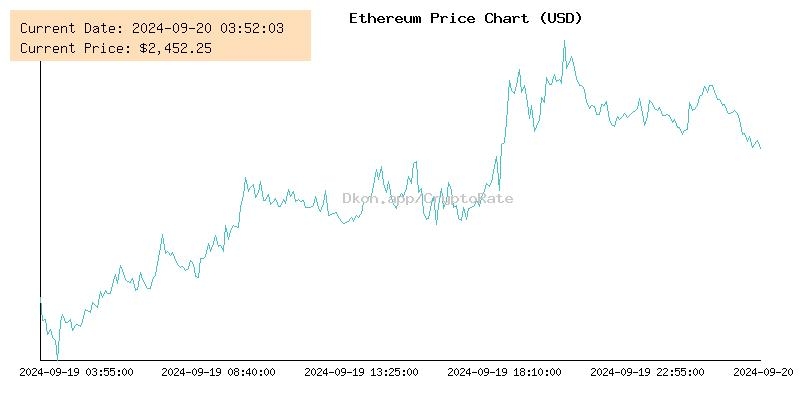 Ethereum Price Chart (USD)
Current Date: 2024-09-20 03:52:03
Current Price: $2,452.25
Dkon.app/CryptoRate
2024-09-19 03:55:00
2024-09-19 08:40:00
2024-09-19 13:25:00
2024-09-19 18:10:00
2024-09-19 22:55:00
2024-09-20